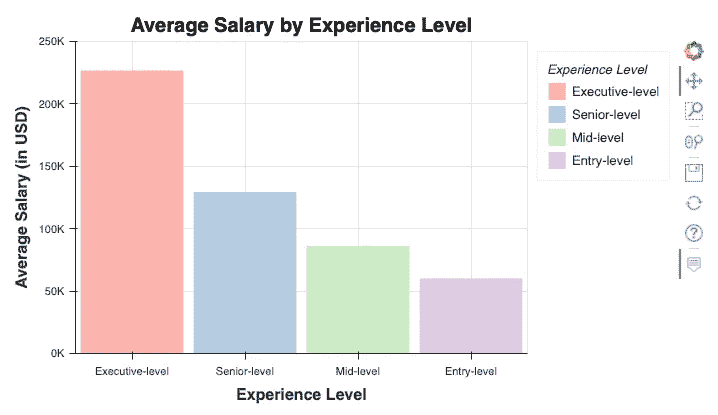 Average Salary by Experience Level
250K
200K
150K
100K
50K
0K
Average Salary (in USD)
Executive-level
Senior-level
Mid-level
Entry-level
Experience Level
Experience Level
Executive-level
Senior-level
Mid-level
Entry-level
?